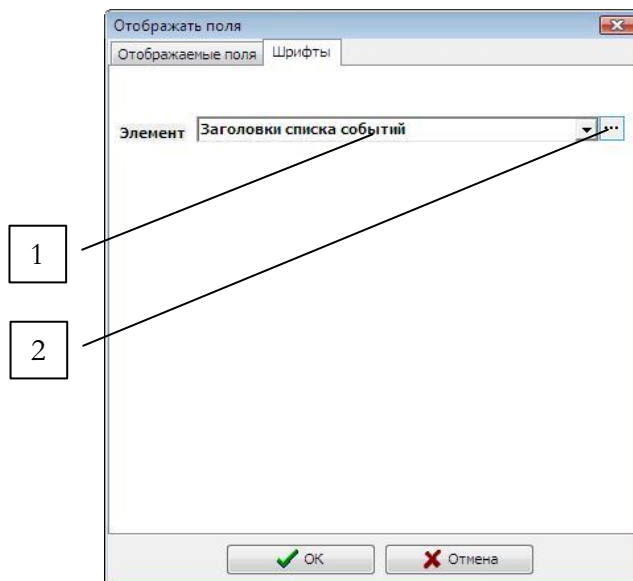 Отображать поля
Отображаемые поля Шрифты
Элемент Заголовки списка событий ...
1
2
OK Отмена